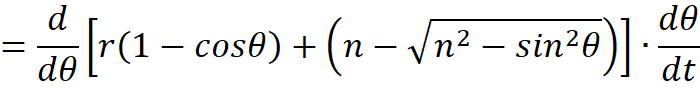 = d/dθ [r(1 − cosθ) + (n − √(n² − sin²θ))] · dθ/dt